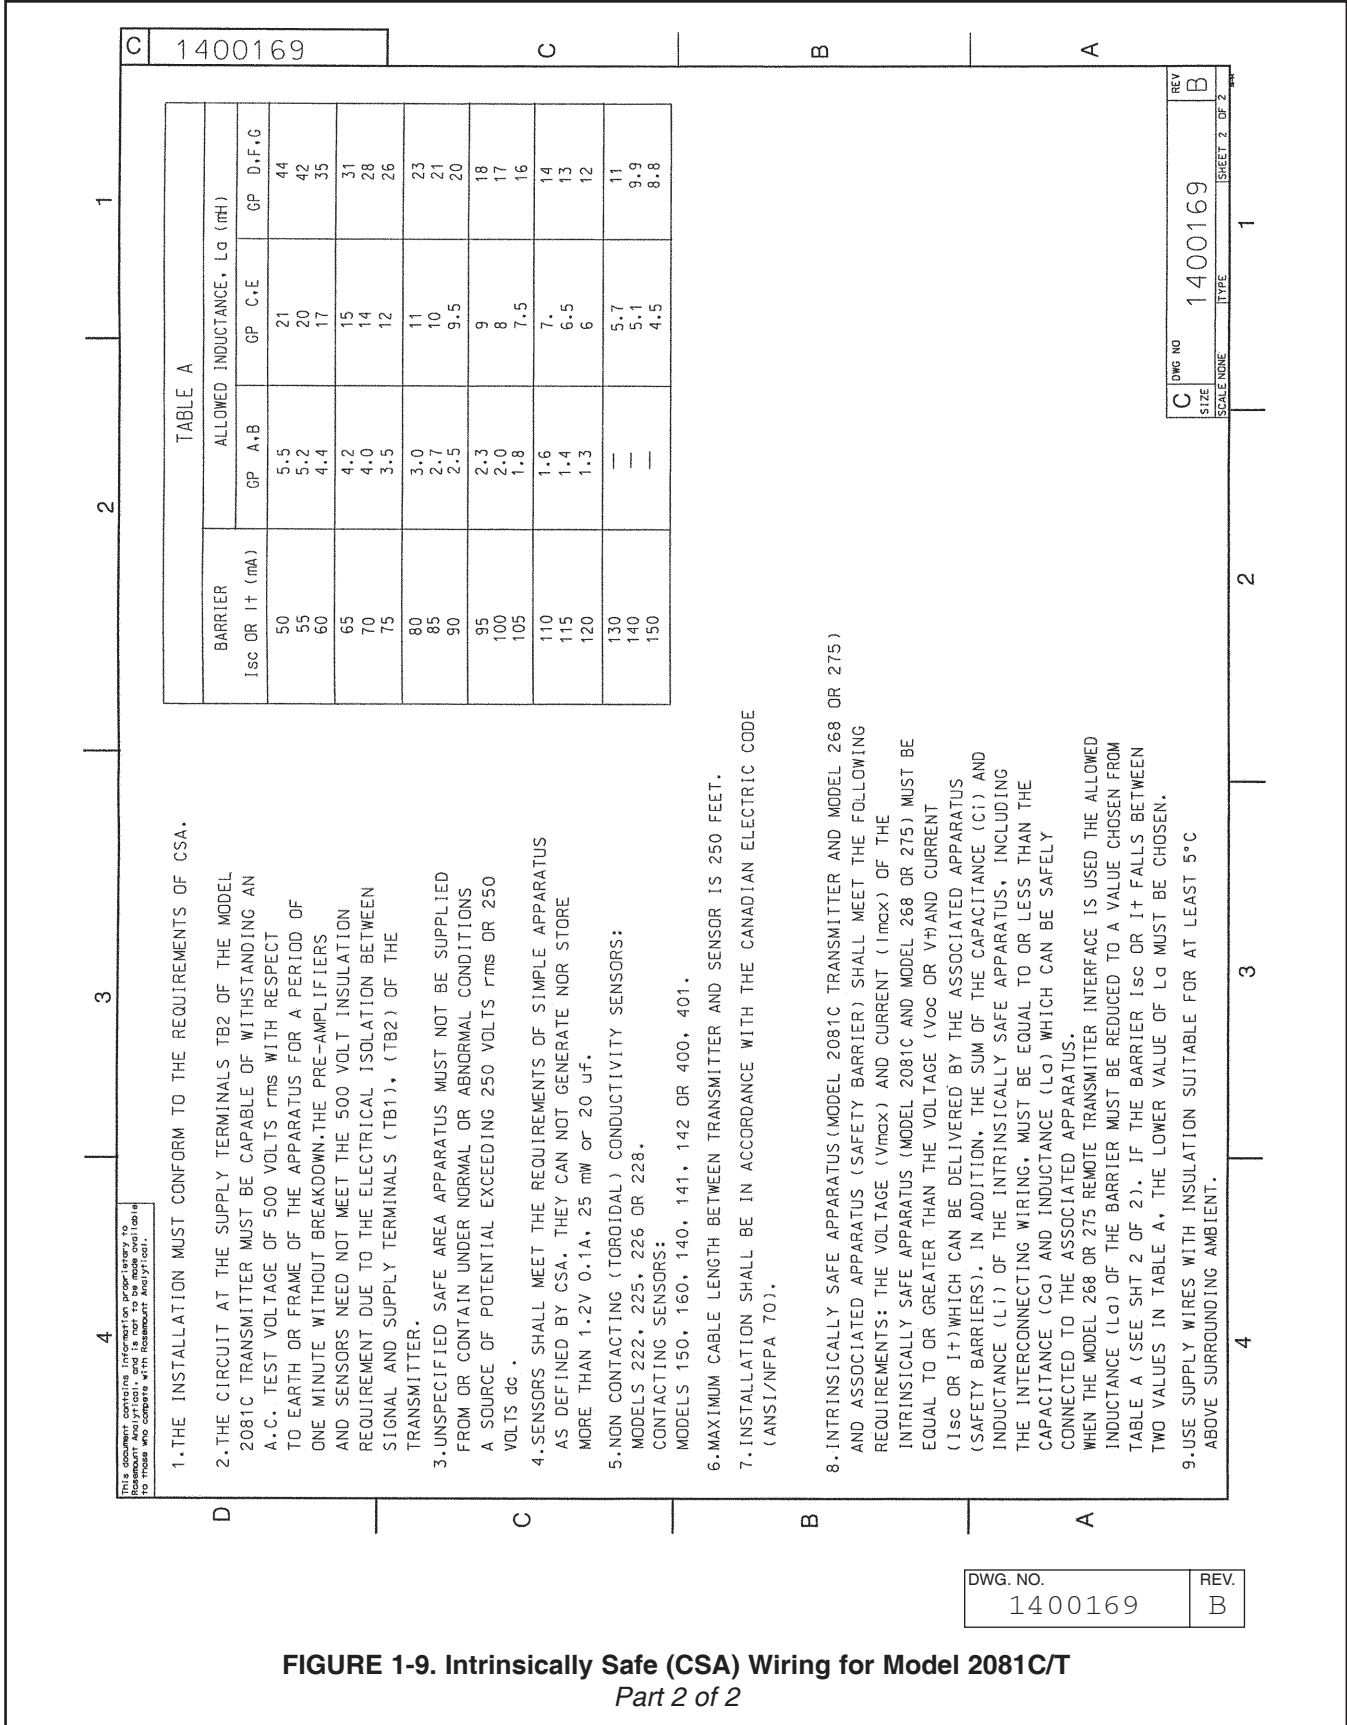 C 1400169
4 3 2 1
This document contains information proprietary to
Rosemount Analytical, and is not to be made available
to those who compete with Rosemount Analytical.
D
C
B
A
1.THE INSTALLATION MUST CONFORM TO THE REQUIREMENTS OF CSA.
2.THE CIRCUIT AT THE SUPPLY TERMINALS TB2 OF THE MODEL
2081C TRANSMITTER MUST BE CAPABLE OF WITHSTANDING AN
A.C. TEST VOLTAGE OF 500 VOLTS rms WITH RESPECT
TO EARTH OR FRAME OF THE APPARATUS FOR A PERIOD OF
ONE MINUTE WITHOUT BREAKDOWN.THE PRE-AMPLIFIERS
AND SENSORS NEED NOT MEET THE 500 VOLT INSULATION
REQUIREMENT DUE TO THE ELECTRICAL ISOLATION BETWEEN
SIGNAL AND SUPPLY TERMINALS (TB1), (TB2) OF THE
TRANSMITTER.
3.UNSPECIFIED SAFE AREA APPARATUS MUST NOT BE SUPPLIED
FROM OR CONTAIN UNDER NORMAL OR ABNORMAL CONDITIONS
A SOURCE OF POTENTIAL EXCEEDING 250 VOLTS rms OR 250
VOLTS dc .
4.SENSORS SHALL MEET THE REQUIREMENTS OF SIMPLE APPARATUS
AS DEFINED BY CSA. THEY CAN NOT GENERATE NOR STORE
MORE THAN 1.2V 0.1A, 25 mW or 20 uf.
5.NON CONTACTING (TOROIDAL) CONDUCTIVITY SENSORS:
MODELS 222, 225, 226 OR 228.
CONTACTING SENSORS:
MODELS 150, 160, 140, 141, 142 OR 400, 401.
6.MAXIMUM CABLE LENGTH BETWEEN TRANSMITTER AND SENSOR IS 250 FEET.
7.INSTALLATION SHALL BE IN ACCORDANCE WITH THE CANADIAN ELECTRIC CODE
(ANSI/NFPA 70).
8.INTRINSICALLY SAFE APPARATUS(MODEL 2081C TRANSMITTER AND MODEL 268 OR 275)
AND ASSOCIATED APPARATUS (SAFETY BARRIER) SHALL MEET THE FOLLOWING
REQUIREMENTS: THE VOLTAGE (Vmax) AND CURRENT (Imax) OF THE
INTRINSICALLY SAFE APPARATUS (MODEL 2081C AND MODEL 268 OR 275) MUST BE
EQUAL TO OR GREATER THAN THE VOLTAGE (Voc OR Vt)AND CURRENT
(Isc OR It)WHICH CAN BE DELIVERED BY THE ASSOCIATED APPARATUS
(SAFETY BARRIERS). IN ADDITION, THE SUM OF THE CAPACITANCE (Ci) AND
INDUCTANCE (Li) OF THE INTRINSICALLY SAFE APPARATUS, INCLUDING
THE INTERCONNECTING WIRING, MUST BE EQUAL TO OR LESS THAN THE
CAPACITANCE (Ca) AND INDUCTANCE (La) WHICH CAN BE SAFELY
CONNECTED TO THE ASSOCIATED APPARATUS.
WHEN THE MODEL 268 OR 275 REMOTE TRANSMITTER INTERFACE IS USED THE ALLOWED
INDUCTANCE (La) OF THE BARRIER MUST BE REDUCED TO A VALUE CHOSEN FROM
TABLE A (SEE SHT 2 OF 2). IF THE BARRIER Isc OR It FALLS BETWEEN
TWO VALUES IN TABLE A, THE LOWER VALUE OF La MUST BE CHOSEN.
9.USE SUPPLY WIRES WITH INSULATION SUITABLE FOR AT LEAST 5°C
ABOVE SURROUNDING AMBIENT.
TABLE A
BARRIER ALLOWED INDUCTANCE, La (mH)
Isc OR It (mA) GP A,B GP C,E GP D,F,G
50 5.5 21 44
55 5.2 20 42
60 4.4 17 35
65 4.2 15 31
70 4.0 14 28
75 3.5 12 26
80 3.0 11 23
85 2.7 10 21
90 2.5 9.5 20
95 2.3 9 18
100 2.0 8 17
105 1.8 7.5 16
110 1.6 7. 14
115 1.4 6.5 13
120 1.3 6 12
130 — 5.7 11
140 — 5.1 9.9
150 — 4.5 8.8
C
B
A
C SIZE DWG NO 1400169 REV B
SCALE NONE TYPE SHEET 2 OF 2
4 3 2 1
DWG. NO. REV.
1400169 B
FIGURE 1-9. Intrinsically Safe (CSA) Wiring for Model 2081C/T
Part 2 of 2